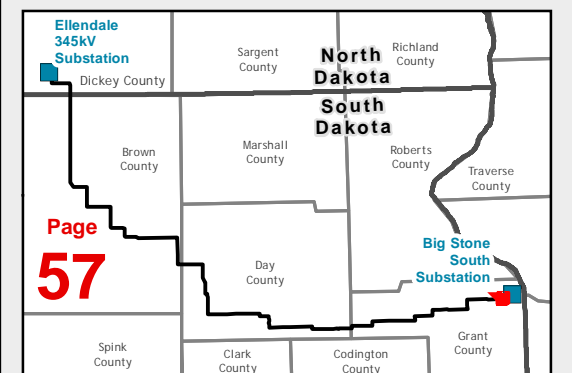 Ellendale
345kV
Substation
Dickey County
Sargent
County
North
Dakota
Richland
County
South
Dakota
Brown
County
Marshall
County
Roberts
County
Traverse
County
Page
57
Big Stone
South
Substation
Day
County
Grant
County
Spink
County
Clark
County
Codington
County